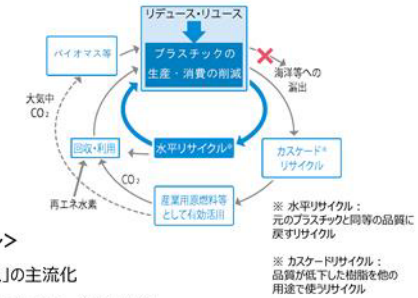 リデュース・リユース
プラスチックの
生産・消費の削減
バイオマス等
海洋等への
漏出
大気中
CO₂
回収・利用
水平リサイクル※
カスケード※
リサイクル
CO₂
再エネ水素
産業用原燃料等
として有効活用
※ 水平リサイクル：
元のプラスチックと同等の品質に
戻すリサイクル
※ カスケードリサイクル：
品質が低下した樹脂を他の
用途で使うリサイクル
>
」の主流化